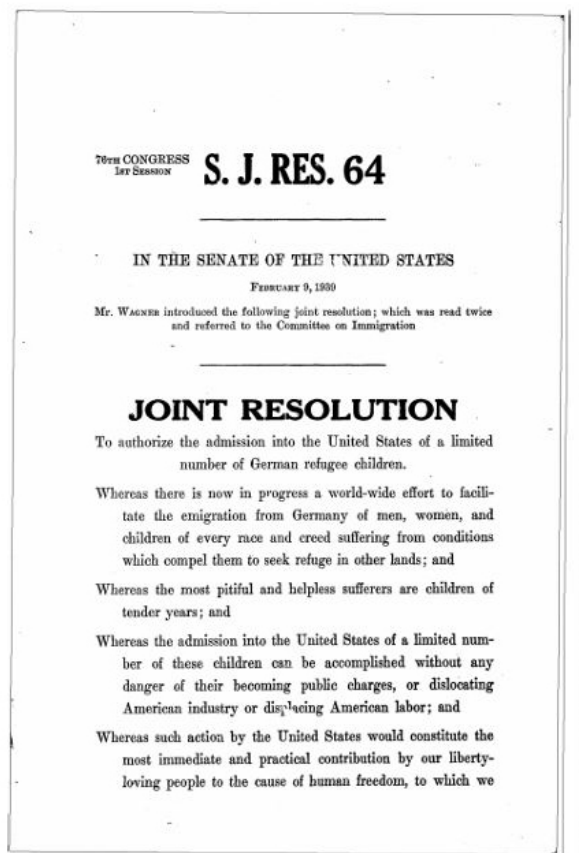 76TH CONGRESS
1ST SESSION
S. J. RES. 64
IN THE SENATE OF THE UNITED STATES
FEBRUARY 9, 1939
Mr. WAGNER introduced the following joint resolution; which was read twice
and referred to the Committee on Immigration
JOINT RESOLUTION
To authorize the admission into the United States of a limited
number of German refugee children.
Whereas there is now in progress a world-wide effort to facili-
tate the emigration from Germany of men, women, and
children of every race and creed suffering from conditions
which compel them to seek refuge in other lands; and
Whereas the most pitiful and helpless sufferers are children of
tender years; and
Whereas the admission into the United States of a limited num-
ber of these children can be accomplished without any
danger of their becoming public charges, or dislocating
American industry or displacing American labor; and
Whereas such action by the United States would constitute the
most immediate and practical contribution by our liberty-
loving people to the cause of human freedom, to which we